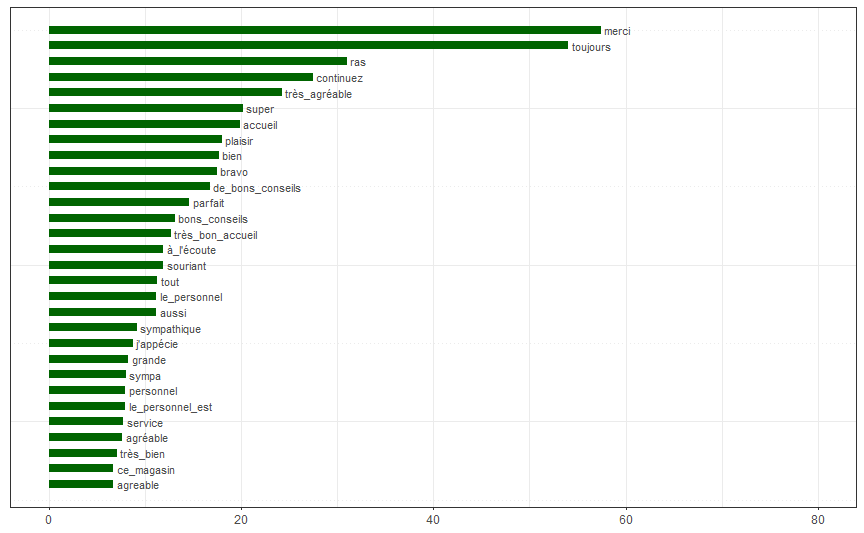 merci
toujours
ras
continuez
très_agréable
super
accueil
plaisir
bien
bravo
de_bons_conseils
parfait
bons_conseils
très_bon_accueil
à_l'écoute
souriant
tout
le_personnel
aussi
sympathique
j'appécie
grande
sympa
personnel
le_personnel_est
service
agréable
très_bien
ce_magasin
agreable
0 20 40 60 80